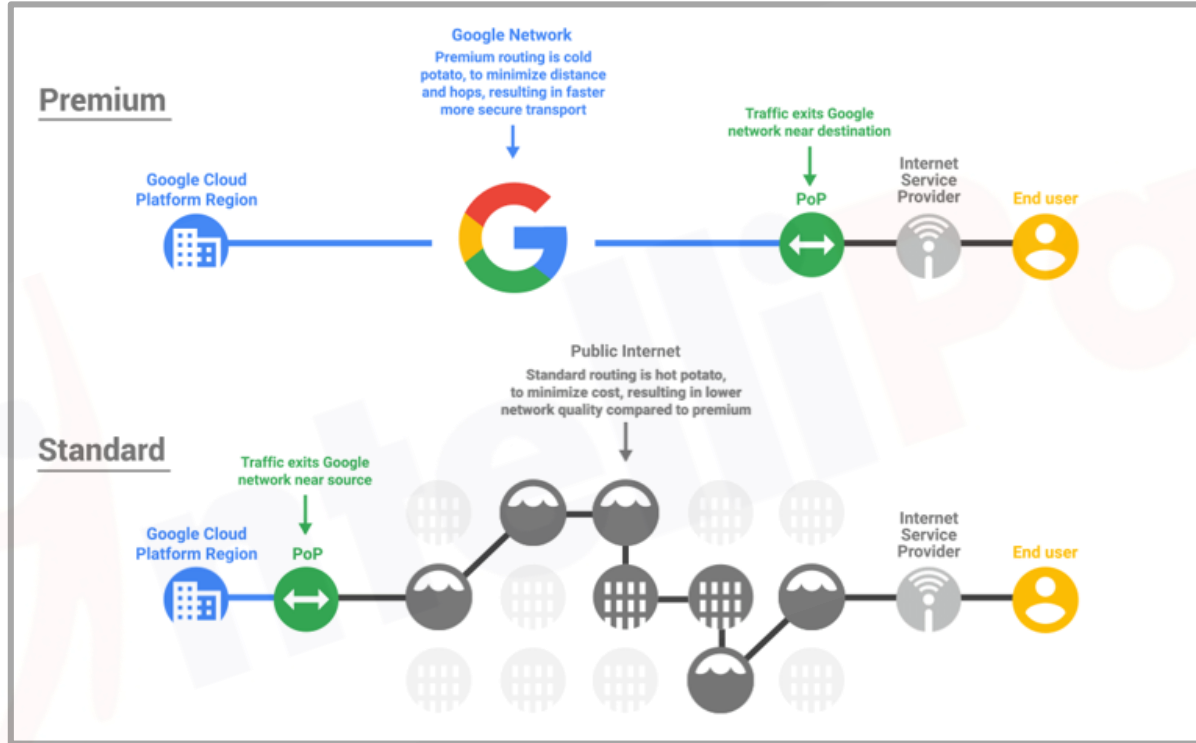 Google Network
Premium routing is cold
potato, to minimize distance
and hops, resulting in faster
more secure transport
Premium
Traffic exits Google
network near destination
Google Cloud
Platform Region
PoP
Internet
Service
Provider
End user
Public Internet
Standard routing is hot potato,
to minimize cost, resulting in lower
network quality compared to premium
Standard
Traffic exits Google
network near source
Google Cloud
Platform Region
PoP
Internet
Service
Provider
End user
intelliPa